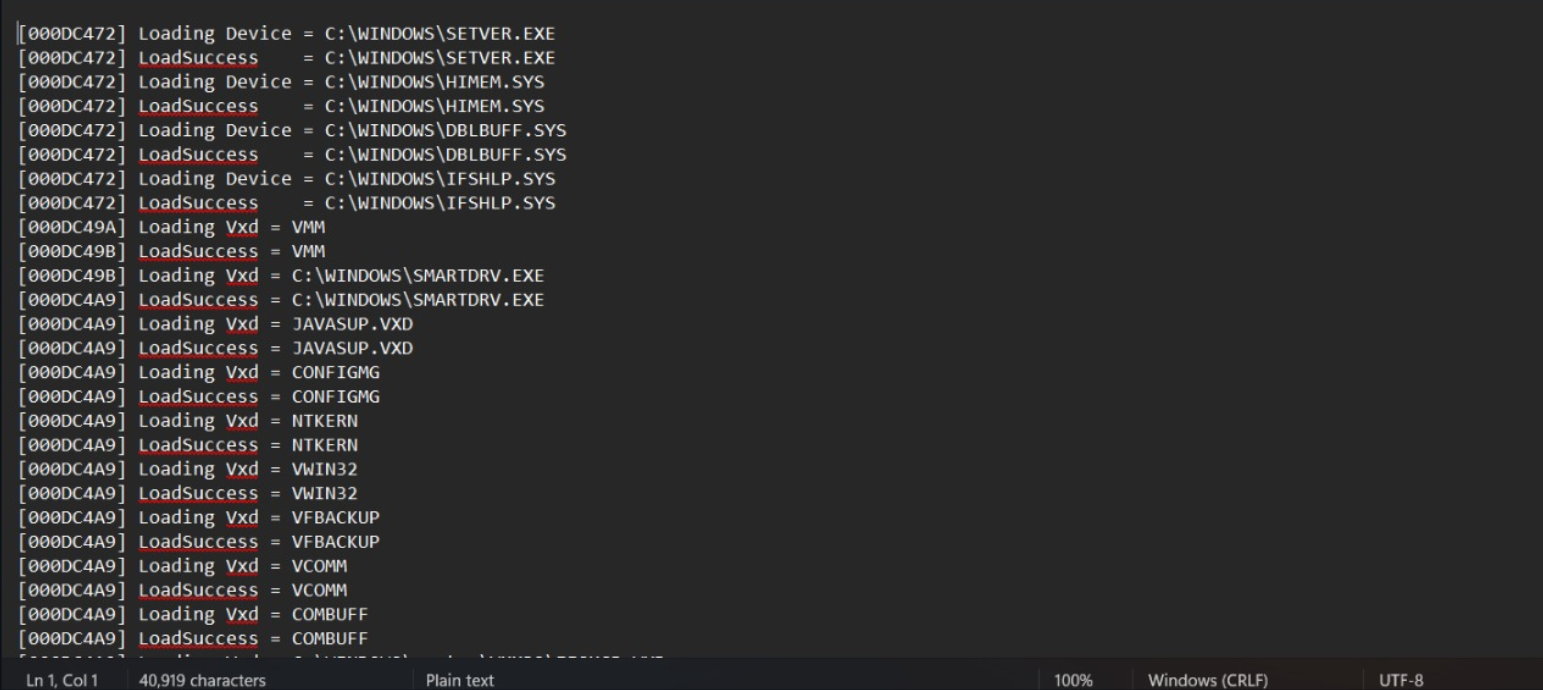 [000DC472] Loading Device = C:\WINDOWS\SETVER.EXE
[000DC472] LoadSuccess    = C:\WINDOWS\SETVER.EXE
[000DC472] Loading Device = C:\WINDOWS\HIMEM.SYS
[000DC472] LoadSuccess    = C:\WINDOWS\HIMEM.SYS
[000DC472] Loading Device = C:\WINDOWS\DBLBUFF.SYS
[000DC472] LoadSuccess    = C:\WINDOWS\DBLBUFF.SYS
[000DC472] Loading Device = C:\WINDOWS\IFSHLP.SYS
[000DC472] LoadSuccess    = C:\WINDOWS\IFSHLP.SYS
[000DC49A] Loading Vxd = VMM
[000DC49B] LoadSuccess = VMM
[000DC49B] Loading Vxd = C:\WINDOWS\SMARTDRV.EXE
[000DC4A9] LoadSuccess = C:\WINDOWS\SMARTDRV.EXE
[000DC4A9] Loading Vxd = JAVASUP.VXD
[000DC4A9] LoadSuccess = JAVASUP.VXD
[000DC4A9] Loading Vxd = CONFIGMG
[000DC4A9] LoadSuccess = CONFIGMG
[000DC4A9] Loading Vxd = NTKERN
[000DC4A9] LoadSuccess = NTKERN
[000DC4A9] Loading Vxd = VWIN32
[000DC4A9] LoadSuccess = VWIN32
[000DC4A9] Loading Vxd = VFBACKUP
[000DC4A9] LoadSuccess = VFBACKUP
[000DC4A9] Loading Vxd = VCOMM
[000DC4A9] LoadSuccess = VCOMM
[000DC4A9] Loading Vxd = COMBUFF
[000DC4A9] LoadSuccess = COMBUFF
Ln 1, Col 1 40,919 characters Plain text 100% Windows (CRLF) UTF-8